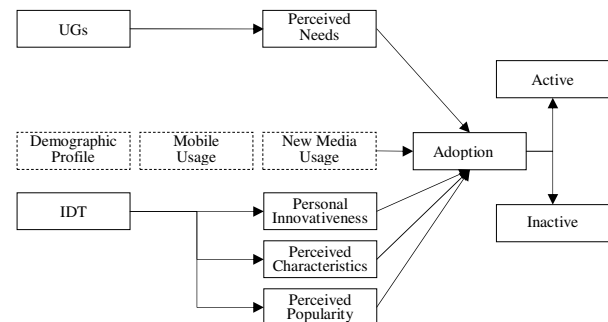 UGs
Perceived
Needs
Active
Demographic
Profile
Mobile
Usage
New Media
Usage
Adoption
IDT
Personal
Innovativeness
Inactive
Perceived
Characteristics
Perceived
Popularity